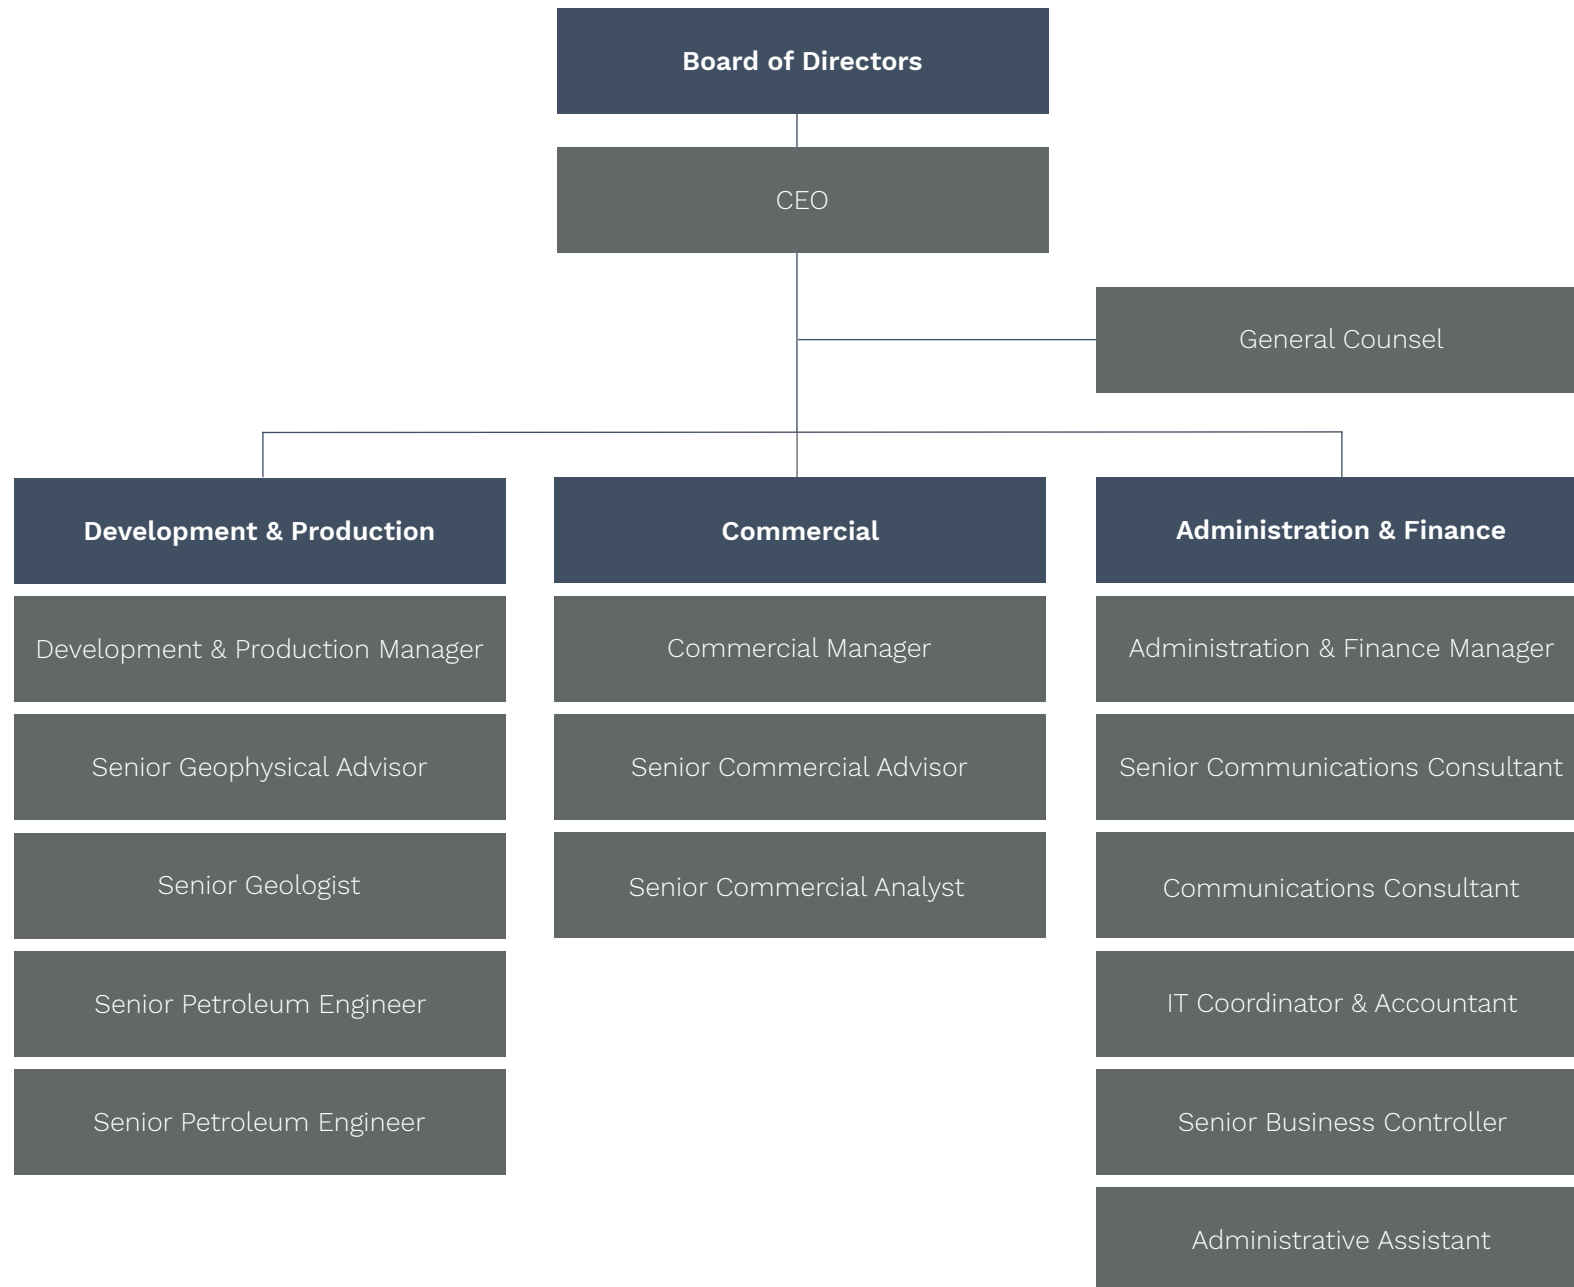 Board of Directors
CEO
General Counsel
Development & Production
Development & Production Manager
Senior Geophysical Advisor
Senior Geologist
Senior Petroleum Engineer
Senior Petroleum Engineer
Commercial
Commercial Manager
Senior Commercial Advisor
Senior Commercial Analyst
Administration & Finance
Administration & Finance Manager
Senior Communications Consultant
Communications Consultant
IT Coordinator & Accountant
Senior Business Controller
Administrative Assistant